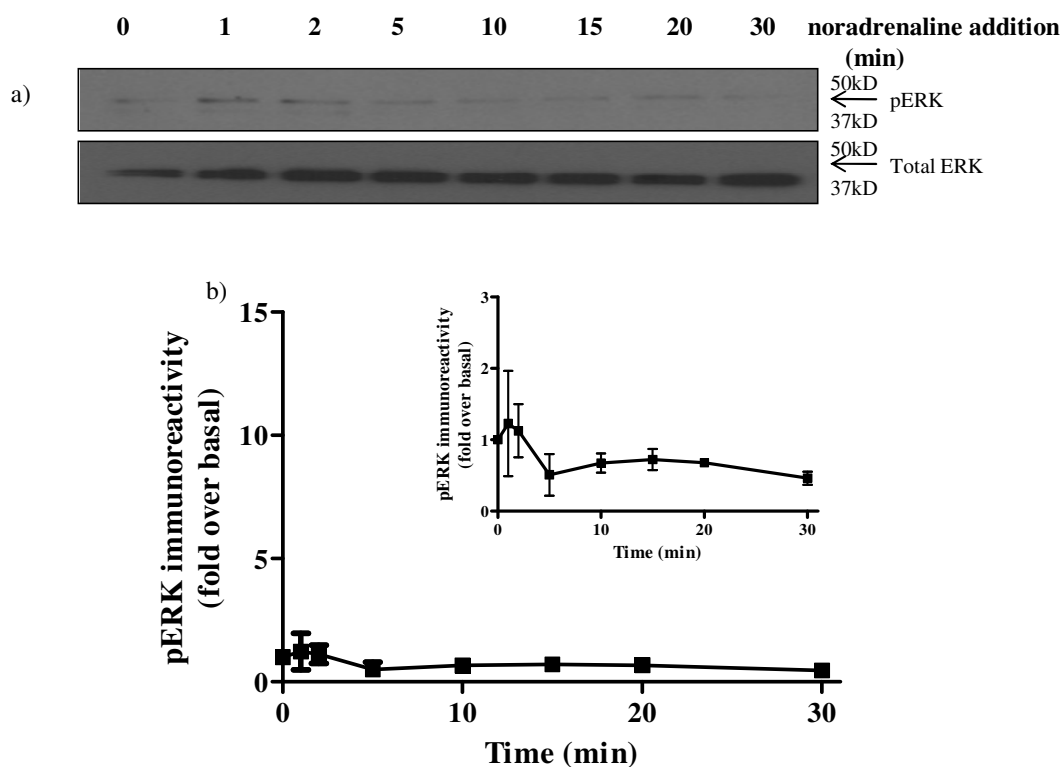 0 1 2 5 10 15 20 30 noradrenaline addition
(min)
a)
50kD
pERK
37kD
50kD
Total ERK
37kD
b)
15
10
5
0
pERK immunoreactivity
(fold over basal)
0 10 20 30
Time (min)
3
2
1
0
pERK immunoreactivity
(fold over basal)
0 10 20 30
Time (min)